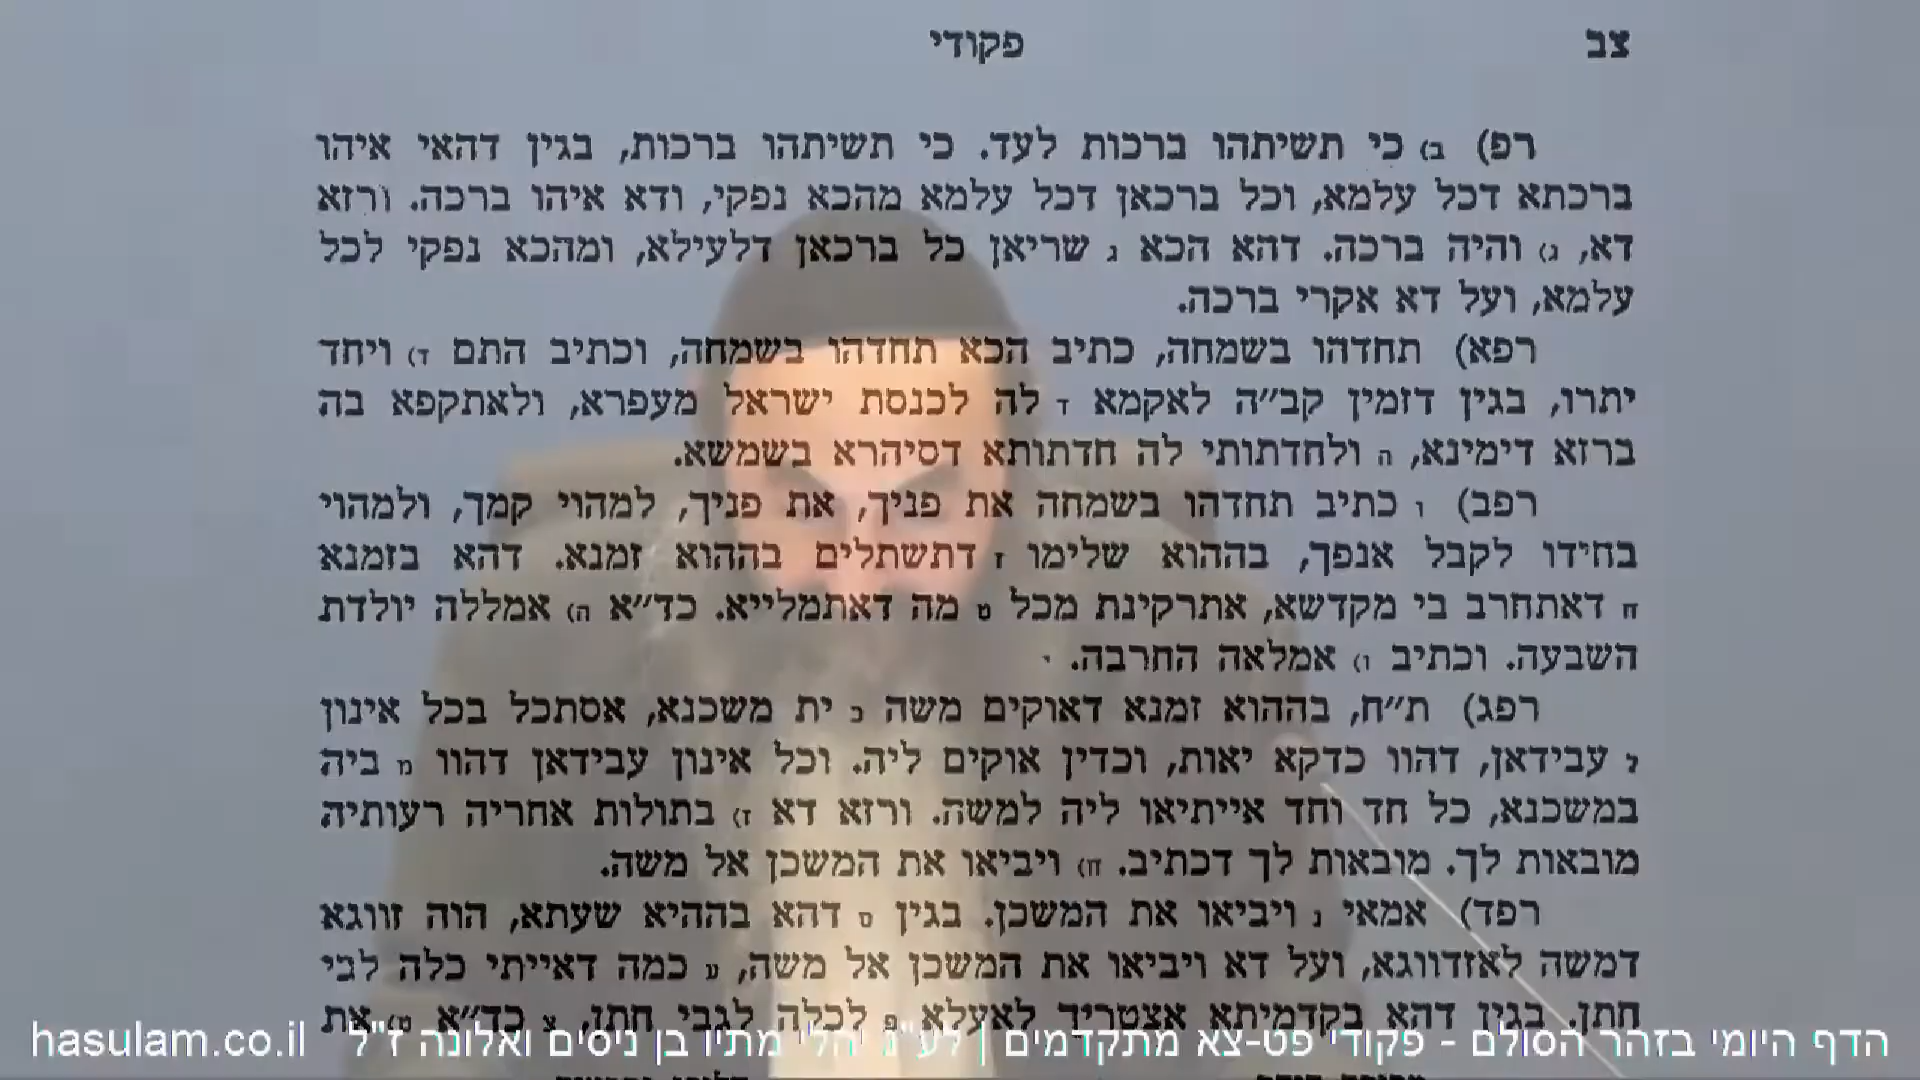 צב
פקודי
רפ) ב) כי תשיתהו ברכות לעד. כי תשיתהו ברכות, בגין דהאי איהו
ברכתא דכל עלמא, וכל ברכאן דכל עלמא מהכא נפקי, ודא איהו ברכה. ורזא
דא, ג) והיה ברכה. דהא הכא ג שריאן כל ברכאן דלעילא, ומהכא נפקי לכל
עלמא, ועל דא אקרי ברכה.
רפא) תחדהו בשמחה, כתיב הכא תחדהו בשמחה, וכתיב התם ד) ויחד
יתרו, בגין דזמין קב״ה לאקמא ד לה לכנסת ישראל מעפרא, ולאתקפא בה
ברזא דימינא, ה ולחדתותי לה חדתותא דסיהרא בשמשא.
רפב) ו כתיב תחדהו בשמחה את פניך, את פניך, למהוי קמך, ולמהוי
בחידו לקבל אנפך, בההוא שלימו ז דתשתלים בההוא זמנא. דהא בזמנא
ח דאתחרב בי מקדשא, אתרקינת מכל ט מה דאתמלייא. כד״א ה) אמללה יולדת
השבעה. וכתיב ו) אמלאה החרבה. י
רפג) ת״ח, בההוא זמנא דאוקים משה כ ית משכנא, אסתכל בכל אינון
ל עבידאן, דהוו כדקא יאות, וכדין אוקים ליה. וכל אינון עבידאן דהוו מ ביה
במשכנא, כל חד וחד אייתיאו ליה למשה. ורזא דא ז) בתולות אחריה רעותיה
מובאות לך. מובאות לך דכתיב. ח) ויביאו את המשכן אל משה.
רפד) אמאי נ ויביאו את המשכן. בגין ס דהא בההיא שעתא, הוה זווגא
דמשה לאזדווגא, ועל דא ויביאו את המשכן אל משה, ע כמה דאייתי כלה לבי
חתן. בגין דהא בקדמיתא אצטריך לאעלא פ לכלה לגבי חתן, צ כד״א ט) את
הדף היומי בזהר הסולם - פקודי פט-צא מתקדמים | לע"נ יהלי מתיו בן ניסים ואלונה ז"ל hasulam.co.il